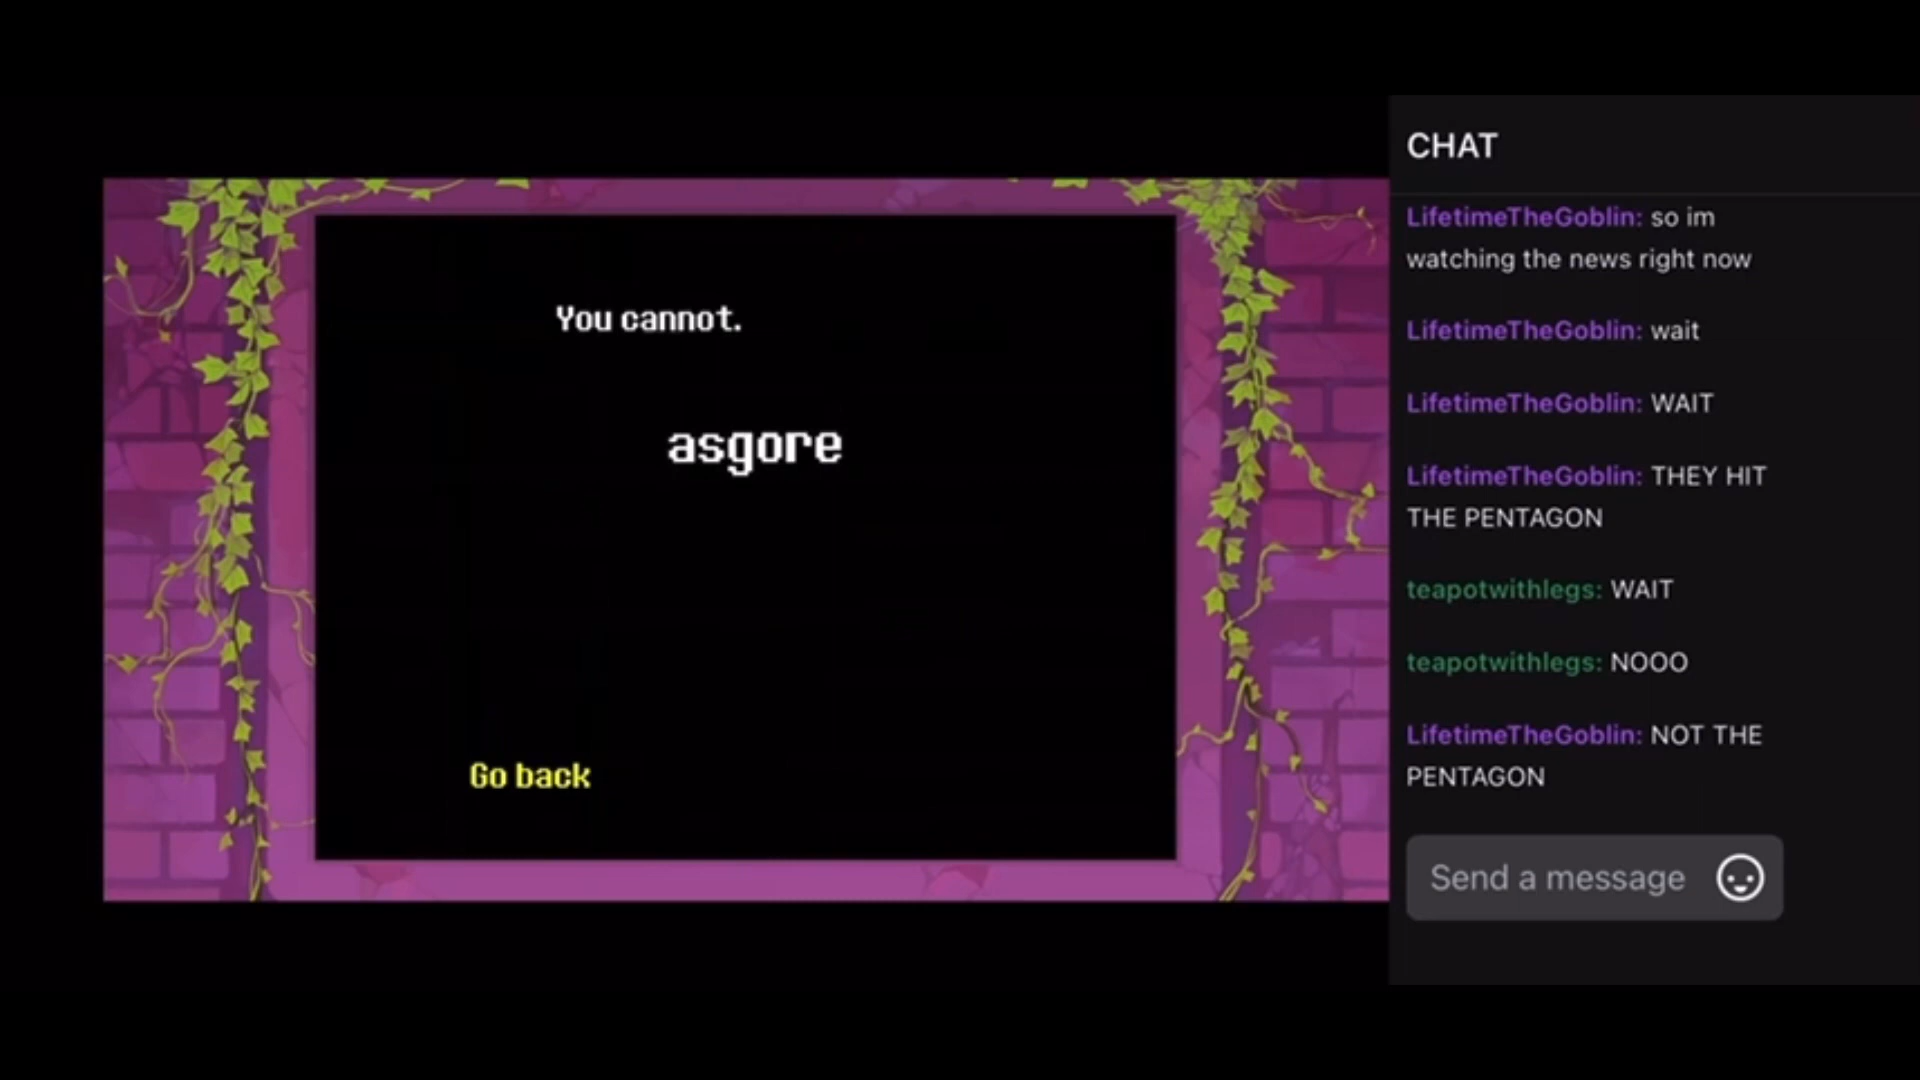 You cannot.
asgore
Go back
CHAT
LifetimeTheGoblin: so im
watching the news right now
LifetimeTheGoblin: wait
LifetimeTheGoblin: WAIT
LifetimeTheGoblin: THEY HIT
THE PENTAGON
teapotwithlegs: WAIT
teapotwithlegs: NOOO
LifetimeTheGoblin: NOT THE
PENTAGON
Send a message